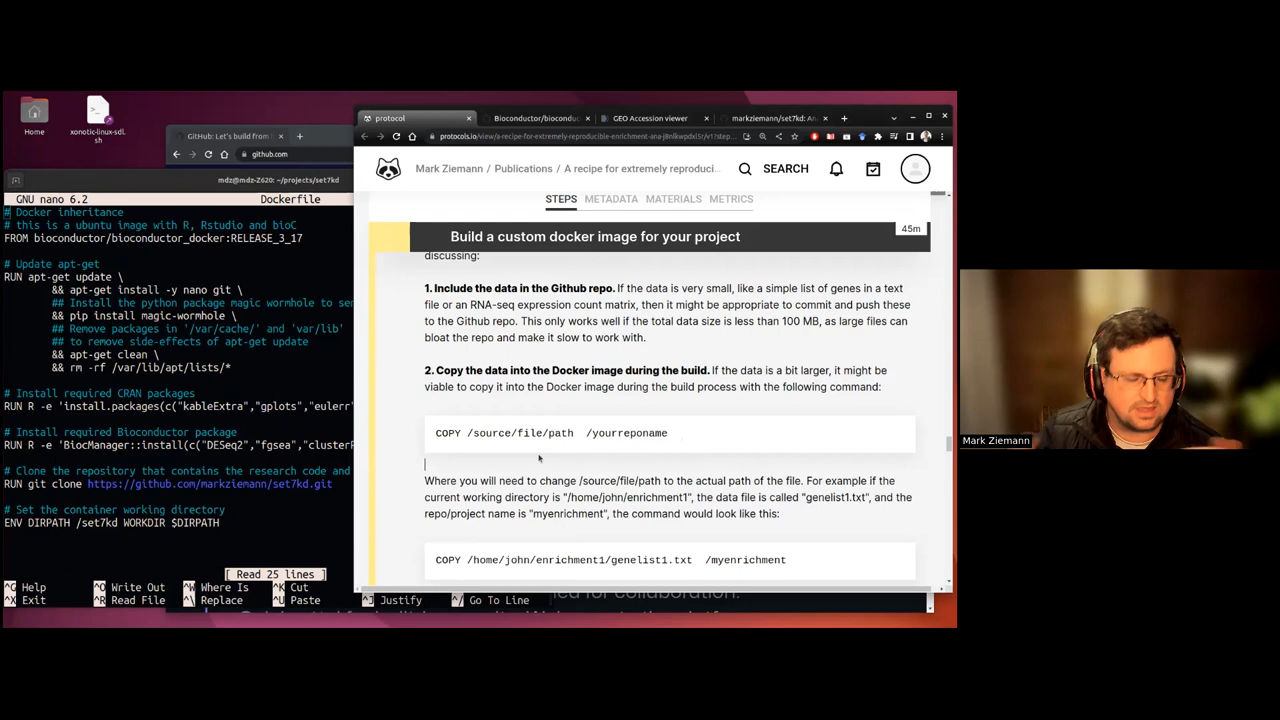 Home
xonotic-linux-sdl.
sh
GitHub: Let's build from
github.com
mdz@mdz-Z620: ~/projects/set7kd
GNU nano 6.2 Dockerfile
# Docker inheritance
# this is a ubuntu image with R, Rstudio and bioC
FROM bioconductor/bioconductor_docker:RELEASE_3_17
# Update apt-get
RUN apt-get update \
&& apt-get install -y nano git \
## Install the python package magic wormhole to se
&& pip install magic-wormhole \
## Remove packages in '/var/cache/' and 'var/lib'
## to remove side-effects of apt-get update
&& apt-get clean \
&& rm -rf /var/lib/apt/lists/*
# Install required CRAN packages
RUN R -e 'install.packages(c("kableExtra","gplots","eulerr"
# Install required Bioconductor package
RUN R -e 'BiocManager::install(c("DESeq2","fgsea","clusterP
# Clone the repository that contains the research code and
RUN git clone https://github.com/markziemann/set7kd.git
# Set the container working directory
ENV DIRPATH /set7kd WORKDIR $DIRPATH
[ Read 25 lines ]
^G Help ^O Write Out ^W Where Is ^K Cut
^X Exit ^R Read File ^\ Replace ^U Paste ^J Justify ^/ Go To Line
protocol
Bioconductor/bioconduc
GEO Accession viewer
markziemann/set7kd: An
Mark Ziemann / Publications / A recipe for extremely reproduci...
SEARCH
STEPS METADATA MATERIALS METRICS
45m
Build a custom docker image for your project
discussing:
1. Include the data in the Github repo. If the data is very small, like a simple list of genes in a text
file or an RNA-seq expression count matrix, then it might be appropriate to commit and push these
to the Github repo. This only works well if the total data size is less than 100 MB, as large files can
bloat the repo and make it slow to work with.
2. Copy the data into the Docker image during the build. If the data is a bit larger, it might be
viable to copy it into the Docker image during the build process with the following command:
COPY /source/file/path /yourreponame
Where you will need to change /source/file/path to the actual path of the file. For example if the
current working directory is "/home/john/enrichment1", the data file is called "genelist1.txt", and the
repo/project name is "myenrichment", the command would look like this:
COPY /home/john/enrichment1/genelist1.txt /myenrichment
for collaboration.
Mark Ziemann